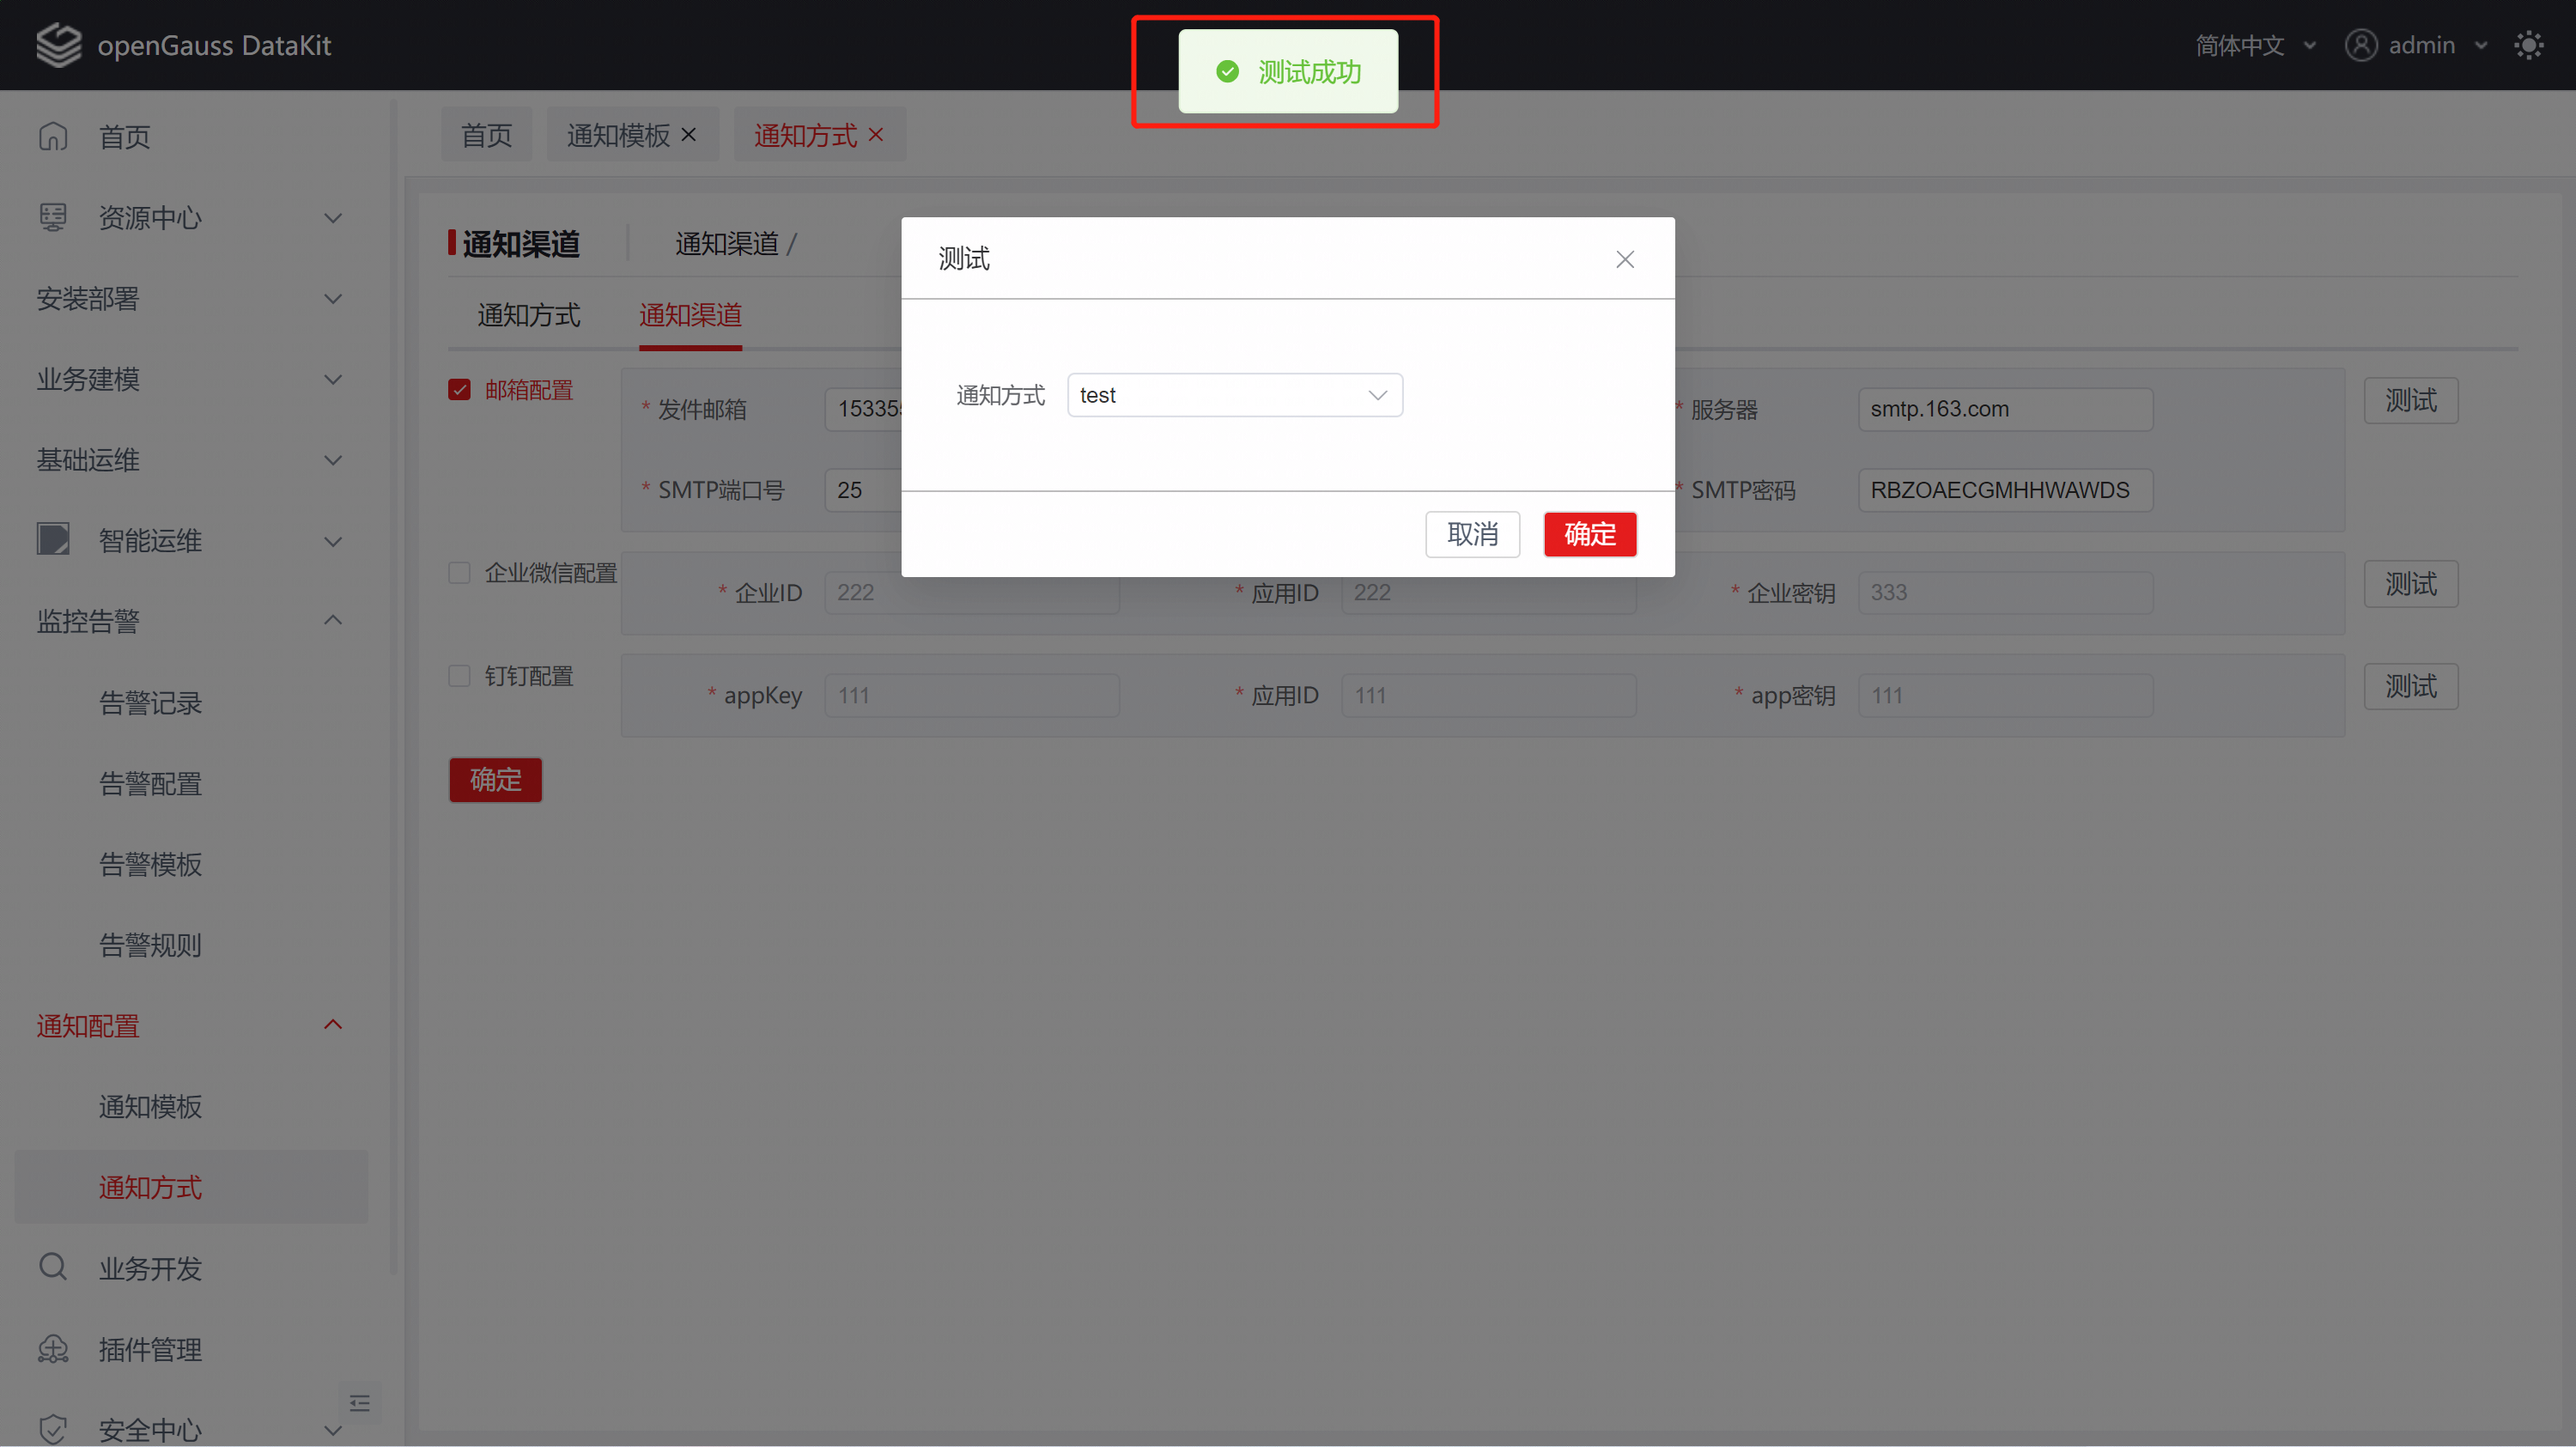 openGauss DataKit
测试成功
简体中文
admin
首页
资源中心
安装部署
业务建模
基础运维
智能运维
监控告警
告警记录
告警配置
告警模板
告警规则
通知配置
通知模板
通知方式
业务开发
插件管理
安全中心
首页
通知模板
通知方式
通知渠道
通知渠道 /
通知方式
通知渠道
测试
通知方式
test
取消
确定
邮箱配置
* 发件邮箱
15335
* 服务器
smtp.163.com
测试
* SMTP端口号
25
* SMTP密码
RBZOAECGMHHWAWDS
企业微信配置
* 企业ID
222
* 应用ID
222
* 企业密钥
333
测试
钉钉配置
* appKey
111
* 应用ID
111
* app密钥
111
测试
确定